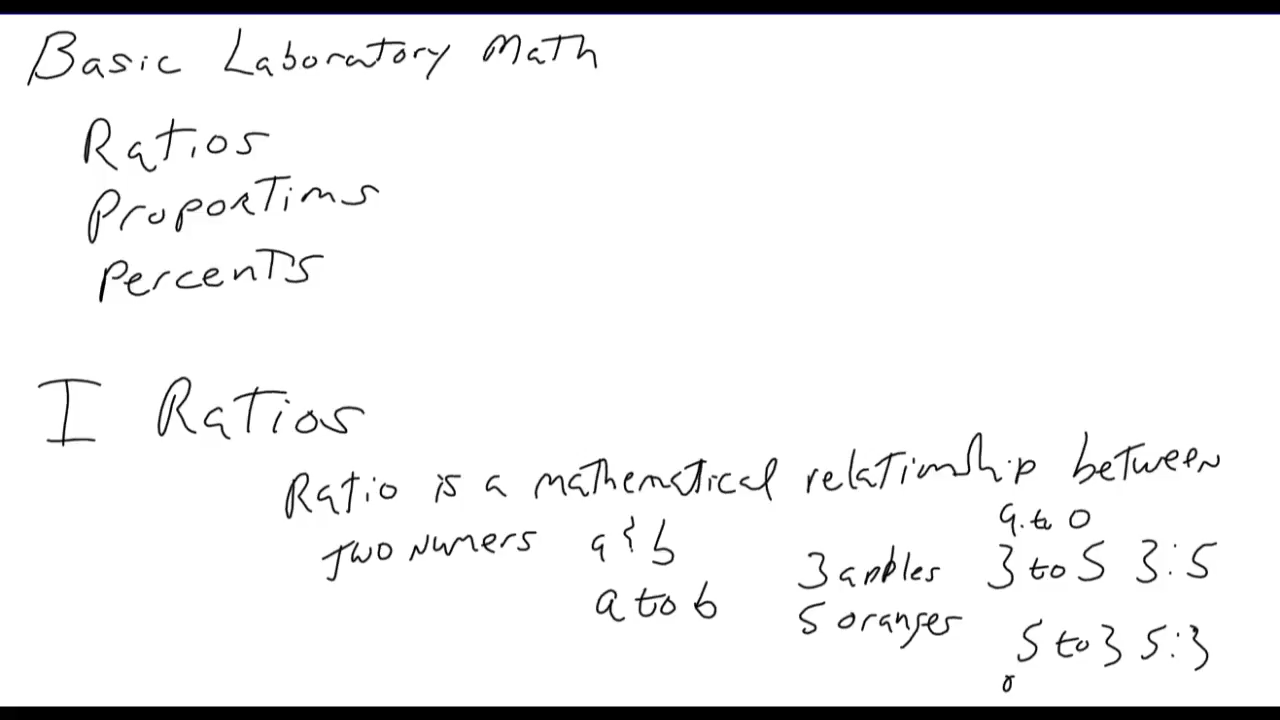 Basic Laboratory Math
Ratios
Proportions
Percents
I Ratios
Ratio is a mathematical relationship between
two numers a & b
a to b
3 apples
5 oranges
a to o
3 to 5 3:5
5 to 3 5:3
o